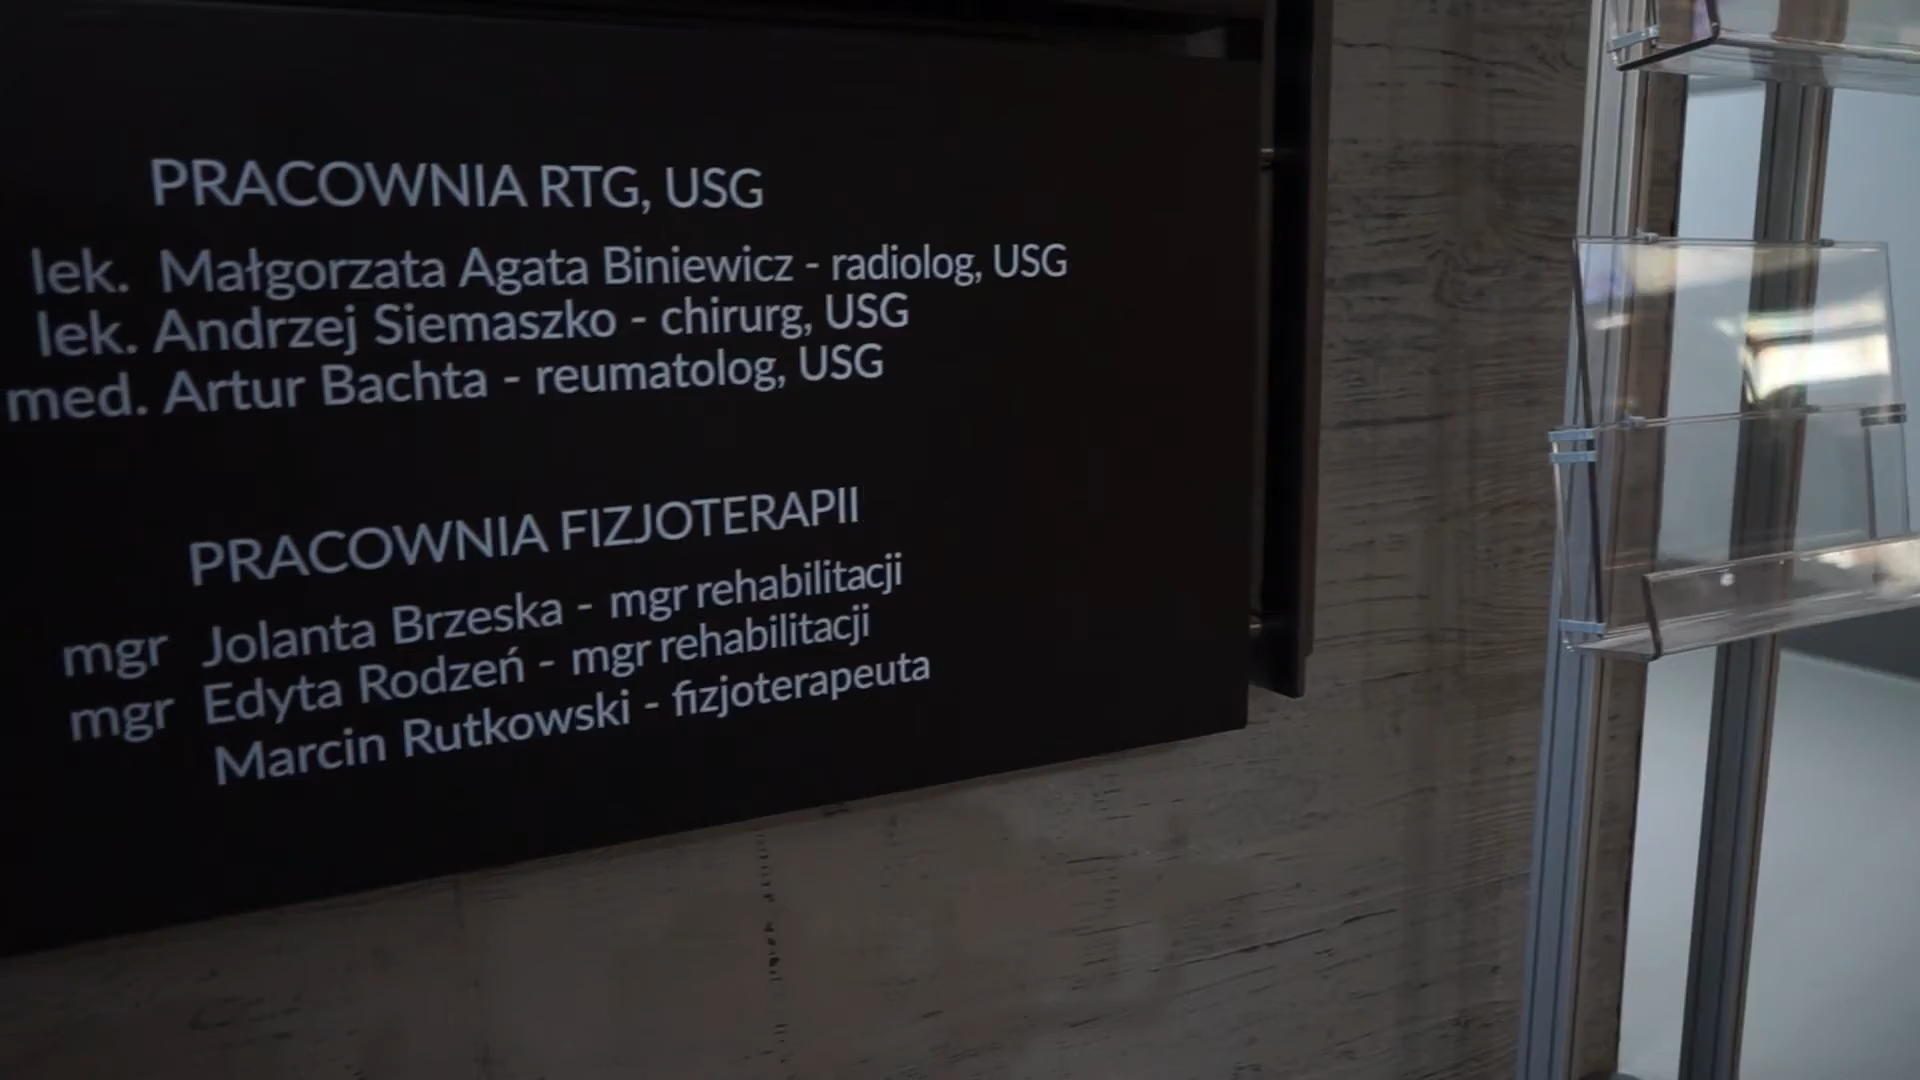 PRACOWNIA RTG, USG
lek. Małgorzata Agata Biniewicz - radiolog, USG
lek. Andrzej Siemaszko - chirurg, USG
med. Artur Bachta - reumatolog, USG
PRACOWNIA FIZJOTERAPII
mgr Jolanta Brzeska - mgr rehabilitacji
mgr Edyta Rodzeń - mgr rehabilitacji
Marcin Rutkowski - fizjoterapeuta